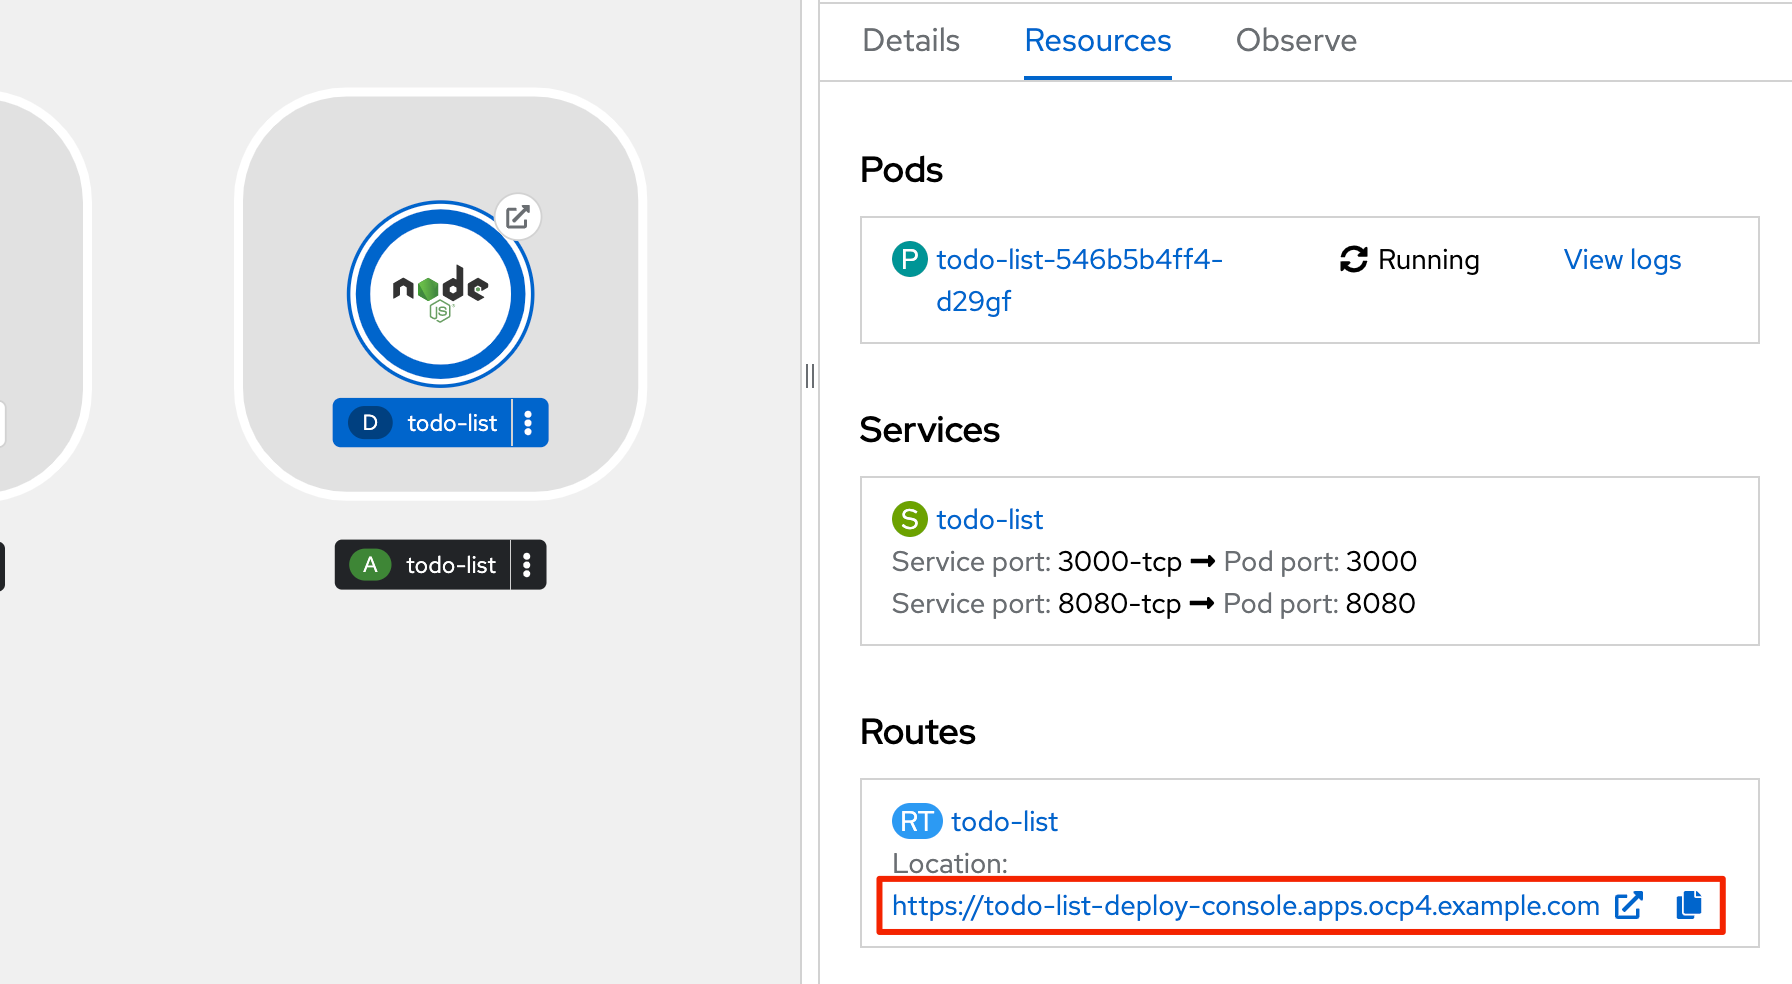 Details Resources Observe
Pods
P todo-list-546b5b4ff4-
d29gf
Running
View logs
Services
S todo-list
Service port: 3000-tcp ➞ Pod port: 3000
Service port: 8080-tcp ➞ Pod port: 8080
Routes
RT todo-list
Location:
https://todo-list-deploy-console.apps.ocp4.example.com
node
JS
D todo-list
A todo-list